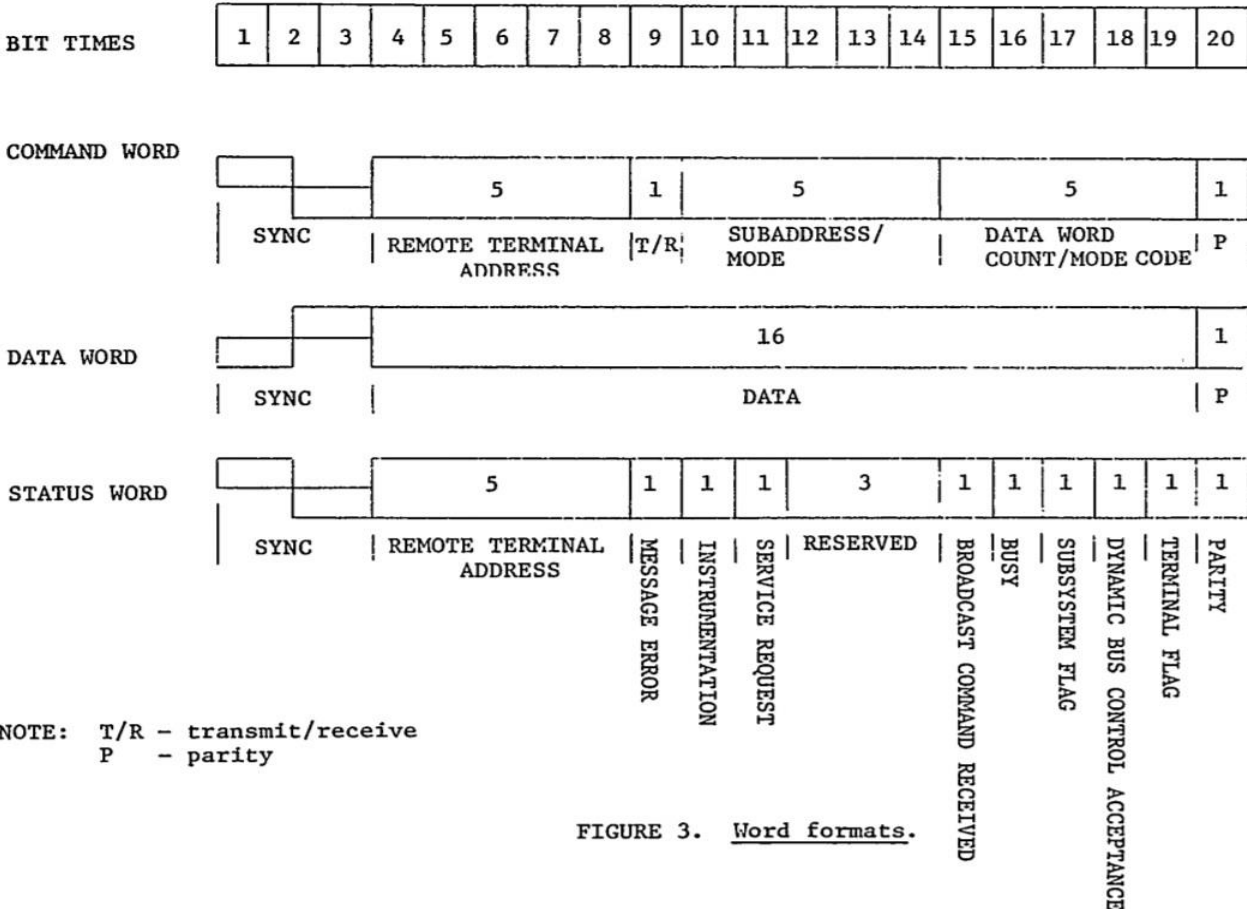 BIT TIMES 1 2 3 4 5 6 7 8 9 10 11 12 13 14 15 16 17 18 19 20
COMMAND WORD
5 1 5 5 1
SYNC REMOTE TERMINAL ADDRESS T/R SUBADDRESS/ MODE DATA WORD COUNT/MODE CODE P
DATA WORD
16 1
SYNC DATA P
STATUS WORD
5 1 1 1 3 1 1 1 1 1 1
SYNC
REMOTE TERMINAL
ADDRESS
MESSAGE ERROR
INSTRUMENTATION
SERVICE REQUEST
RESERVED
BROADCAST COMMAND RECEIVED
BUSY
SUBSYSTEM FLAG
DYNAMIC BUS CONTROL ACCEPTANCE
TERMINAL FLAG
PARITY
NOTE: T/R - transmit/receive
P - parity
FIGURE 3. Word formats.